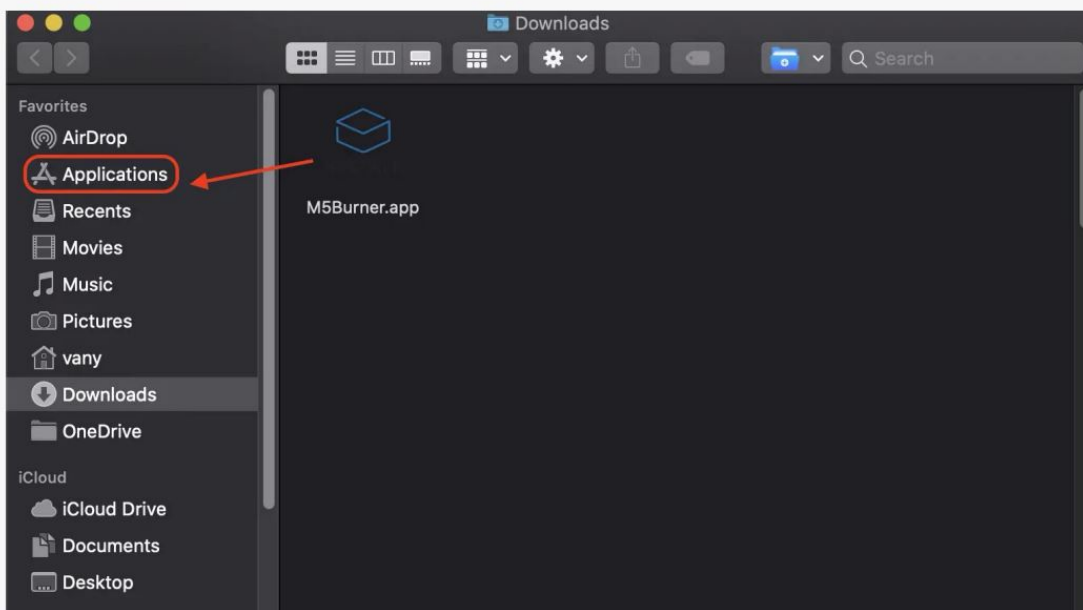 Downloads
Search
Favorites
AirDrop
Applications
Recents
Movies
Music
Pictures
vany
Downloads
OneDrive
iCloud
iCloud Drive
Documents
Desktop
M5Burner.app